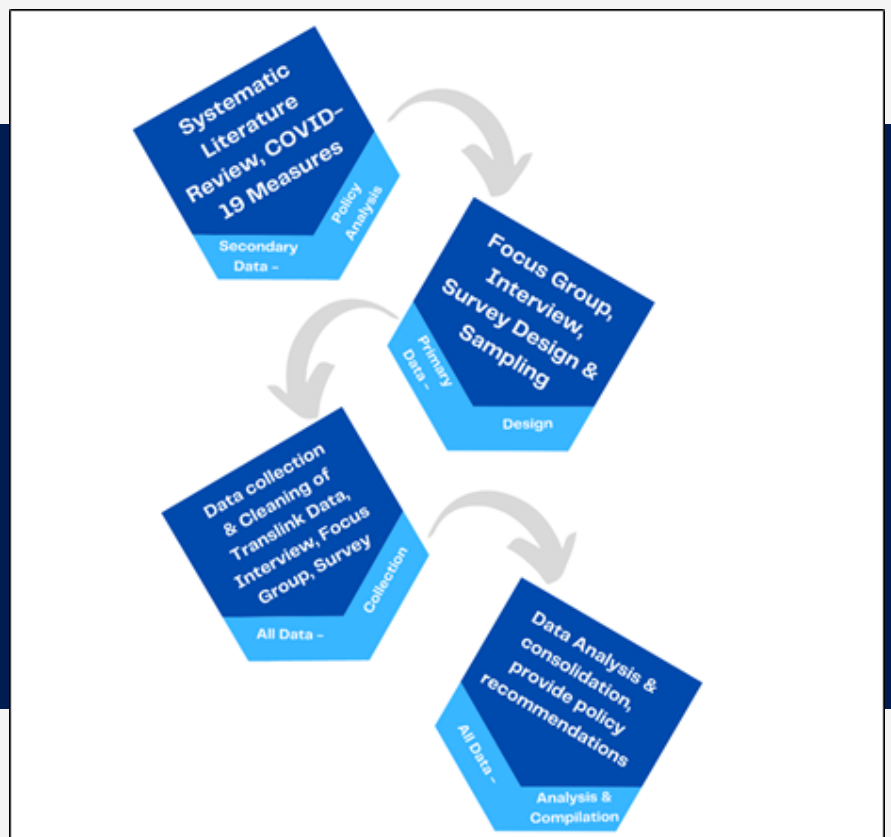 Systematic
Literature
Review, COVID-
19 Measures
Secondary
Data –
Policy
Analysis
Focus Group,
Interview,
Survey Design &
Sampling
Primary
Data –
Design
Data collection
& Cleaning of
Translink Data,
Interview, Focus
Group, Survey
All Data –
Collection
Data Analysis &
consolidation,
provide policy
recommendations
All Data –
Analysis &
Compilation